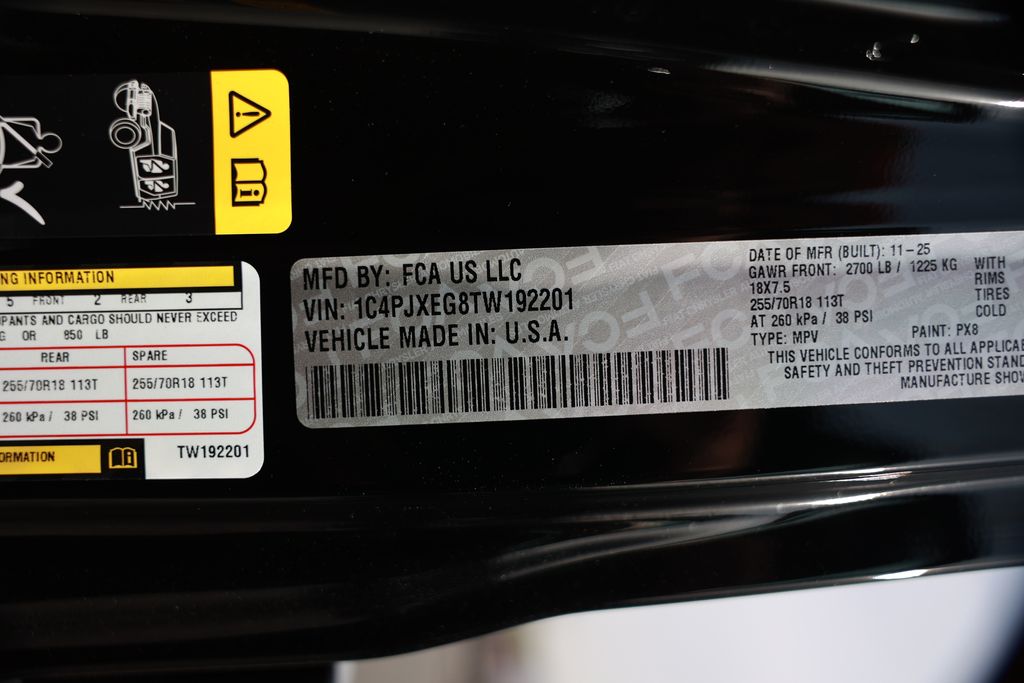 NG INFORMATION
5 FRONT 2 REAR 3
PANTS AND CARGO SHOULD NEVER EXCEED
G OR 850 LB
REAR SPARE
255/70R18 113T 255/70R18 113T
260 kPa / 38 PSI 260 kPa / 38 PSI
ORMATION
TW192201
MFD BY: FCA US LLC
VIN: 1C4PJXEG8TW192201
VEHICLE MADE IN: U.S.A.
DATE OF MFR (BUILT): 11-25
GAWR FRONT: 2700 LB / 1225 KG WITH
18X7.5 RIMS
255/70R18 113T TIRES
AT 260 kPa / 38 PSI COLD
TYPE: MPV PAINT: PX8
THIS VEHICLE CONFORMS TO ALL APPLICAB
SAFETY AND THEFT PREVENTION STAND
MANUFACTURE SHOW